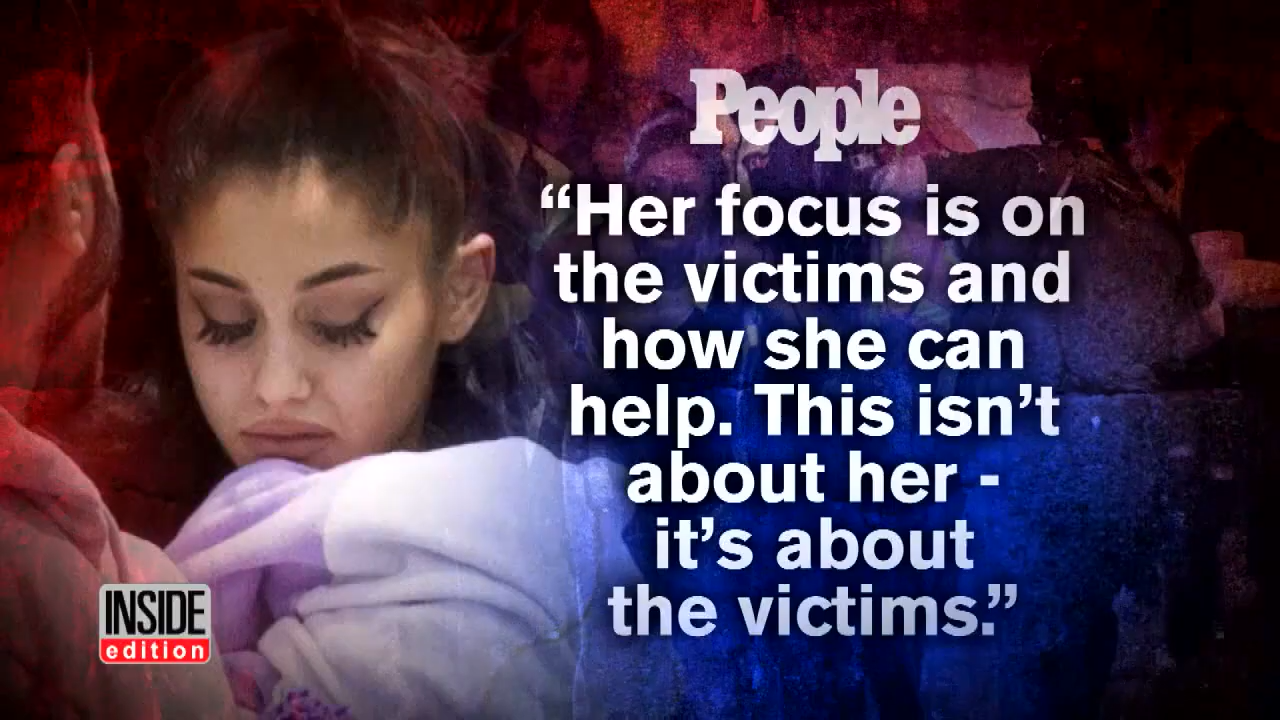 People
“Her focus is on
the victims and
how she can
help. This isn’t
about her -
it’s about
the victims.”
INSIDE
edition